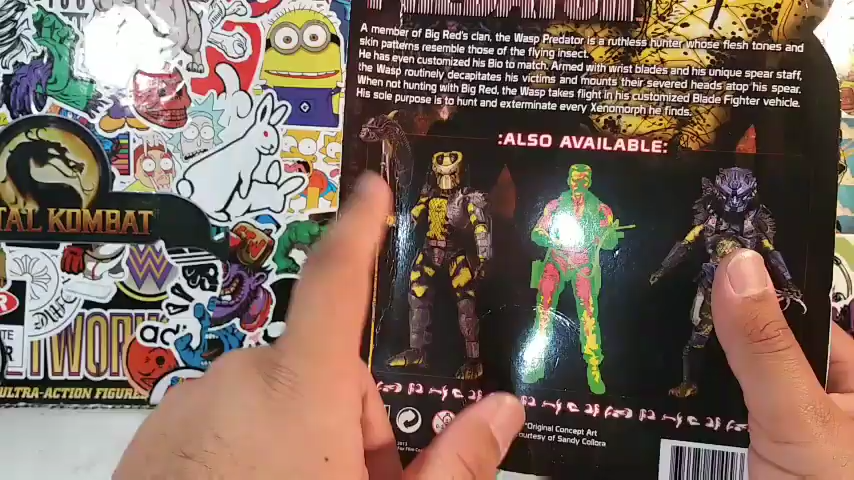 A member of Big Red's clan, the Wasp Predator is a ruthless hunter whose flesh tones and
skin patterns resemble those of the flying insect.
He has even customized his Bio to match. Armed with wrist blades and his unique spear staff,
the Wasp routinely decapitates his victims and mounts their severed heads atop his spear.
When not hunting with Big Red, the Wasp takes flight in his customized Blade Fighter vehicle.
His sole purpose is to hunt and exterminate every Xenomorph he finds.
:ALSO AVAILABLE:
TAL KOMBAT
ULTRA-ACTION FIGURE
"Original Concept Art
ourtesy of Sandy Collora
2013